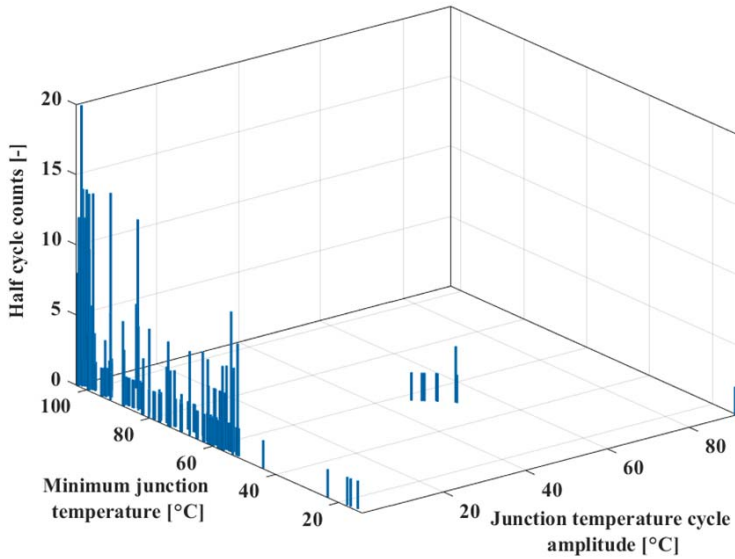 20
15
10
5
0
Half cycle counts [-]
100
80
60
40
20
Minimum junction
temperature [°C]
20
40
60
80
Junction temperature cycle
amplitude [°C]